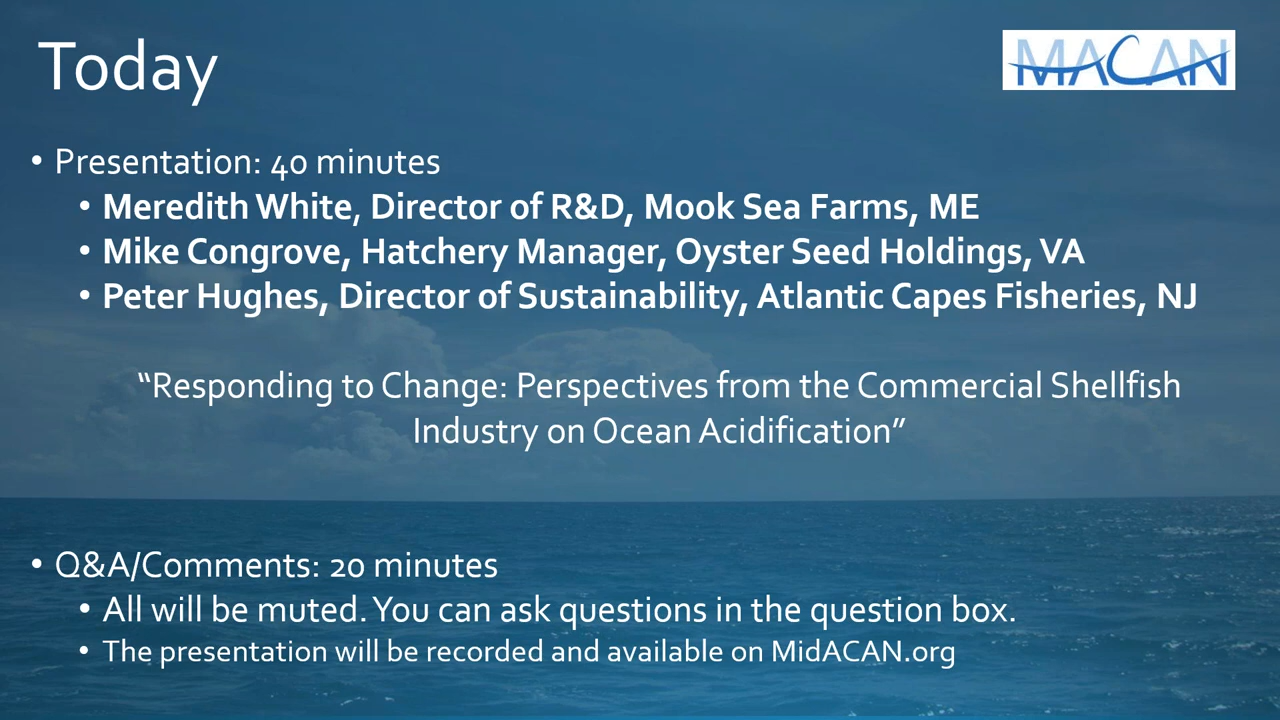 Today
MACAN
• Presentation: 40 minutes
• Meredith White, Director of R&D, Mook Sea Farms, ME
• Mike Congrove, Hatchery Manager, Oyster Seed Holdings, VA
• Peter Hughes, Director of Sustainability, Atlantic Capes Fisheries, NJ
“Responding to Change: Perspectives from the Commercial Shellfish
Industry on Ocean Acidification”
• Q&A/Comments: 20 minutes
• All will be muted. You can ask questions in the question box.
• The presentation will be recorded and available on MidACAN.org